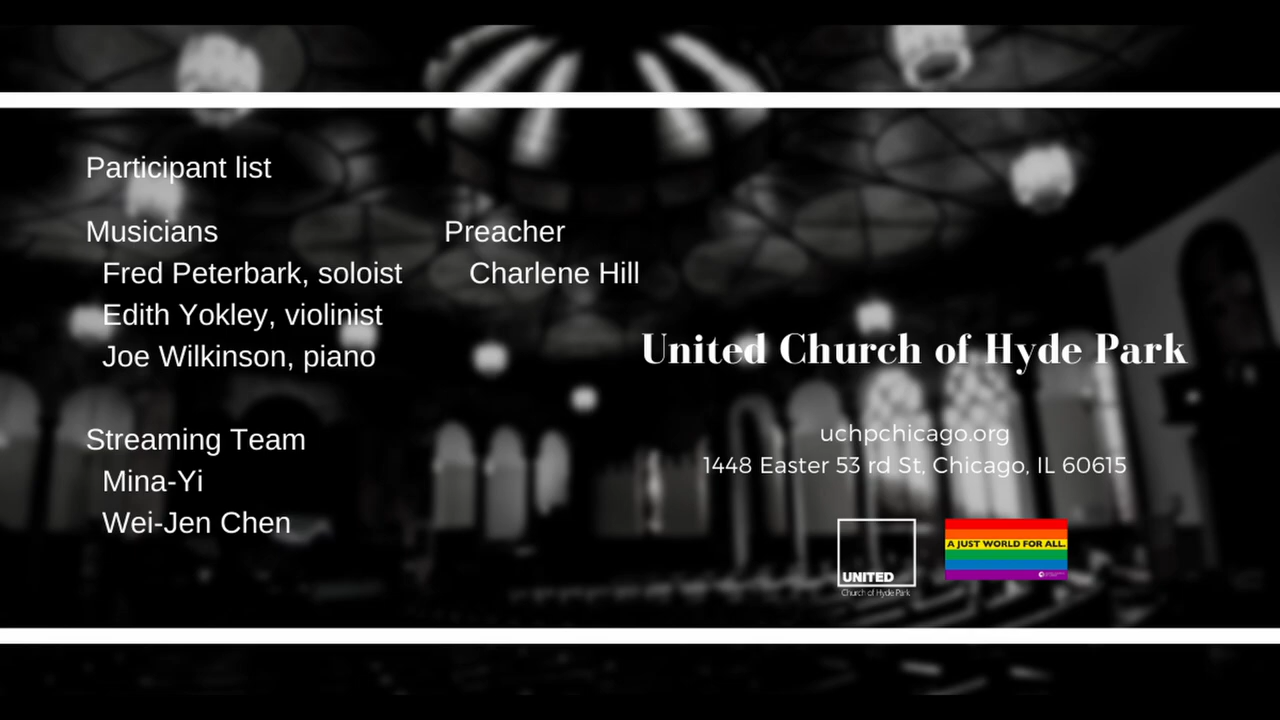 Participant list
Musicians
Fred Peterbark, soloist
Edith Yokley, violinist
Joe Wilkinson, piano
Streaming Team
Mina-Yi
Wei-Jen Chen
Preacher
Charlene Hill
United Church of Hyde Park
uchpchicago.org
1448 Easter 53 rd St, Chicago, IL 60615
UNITED
Church of Hyde Park
A JUST WORLD FOR ALL.